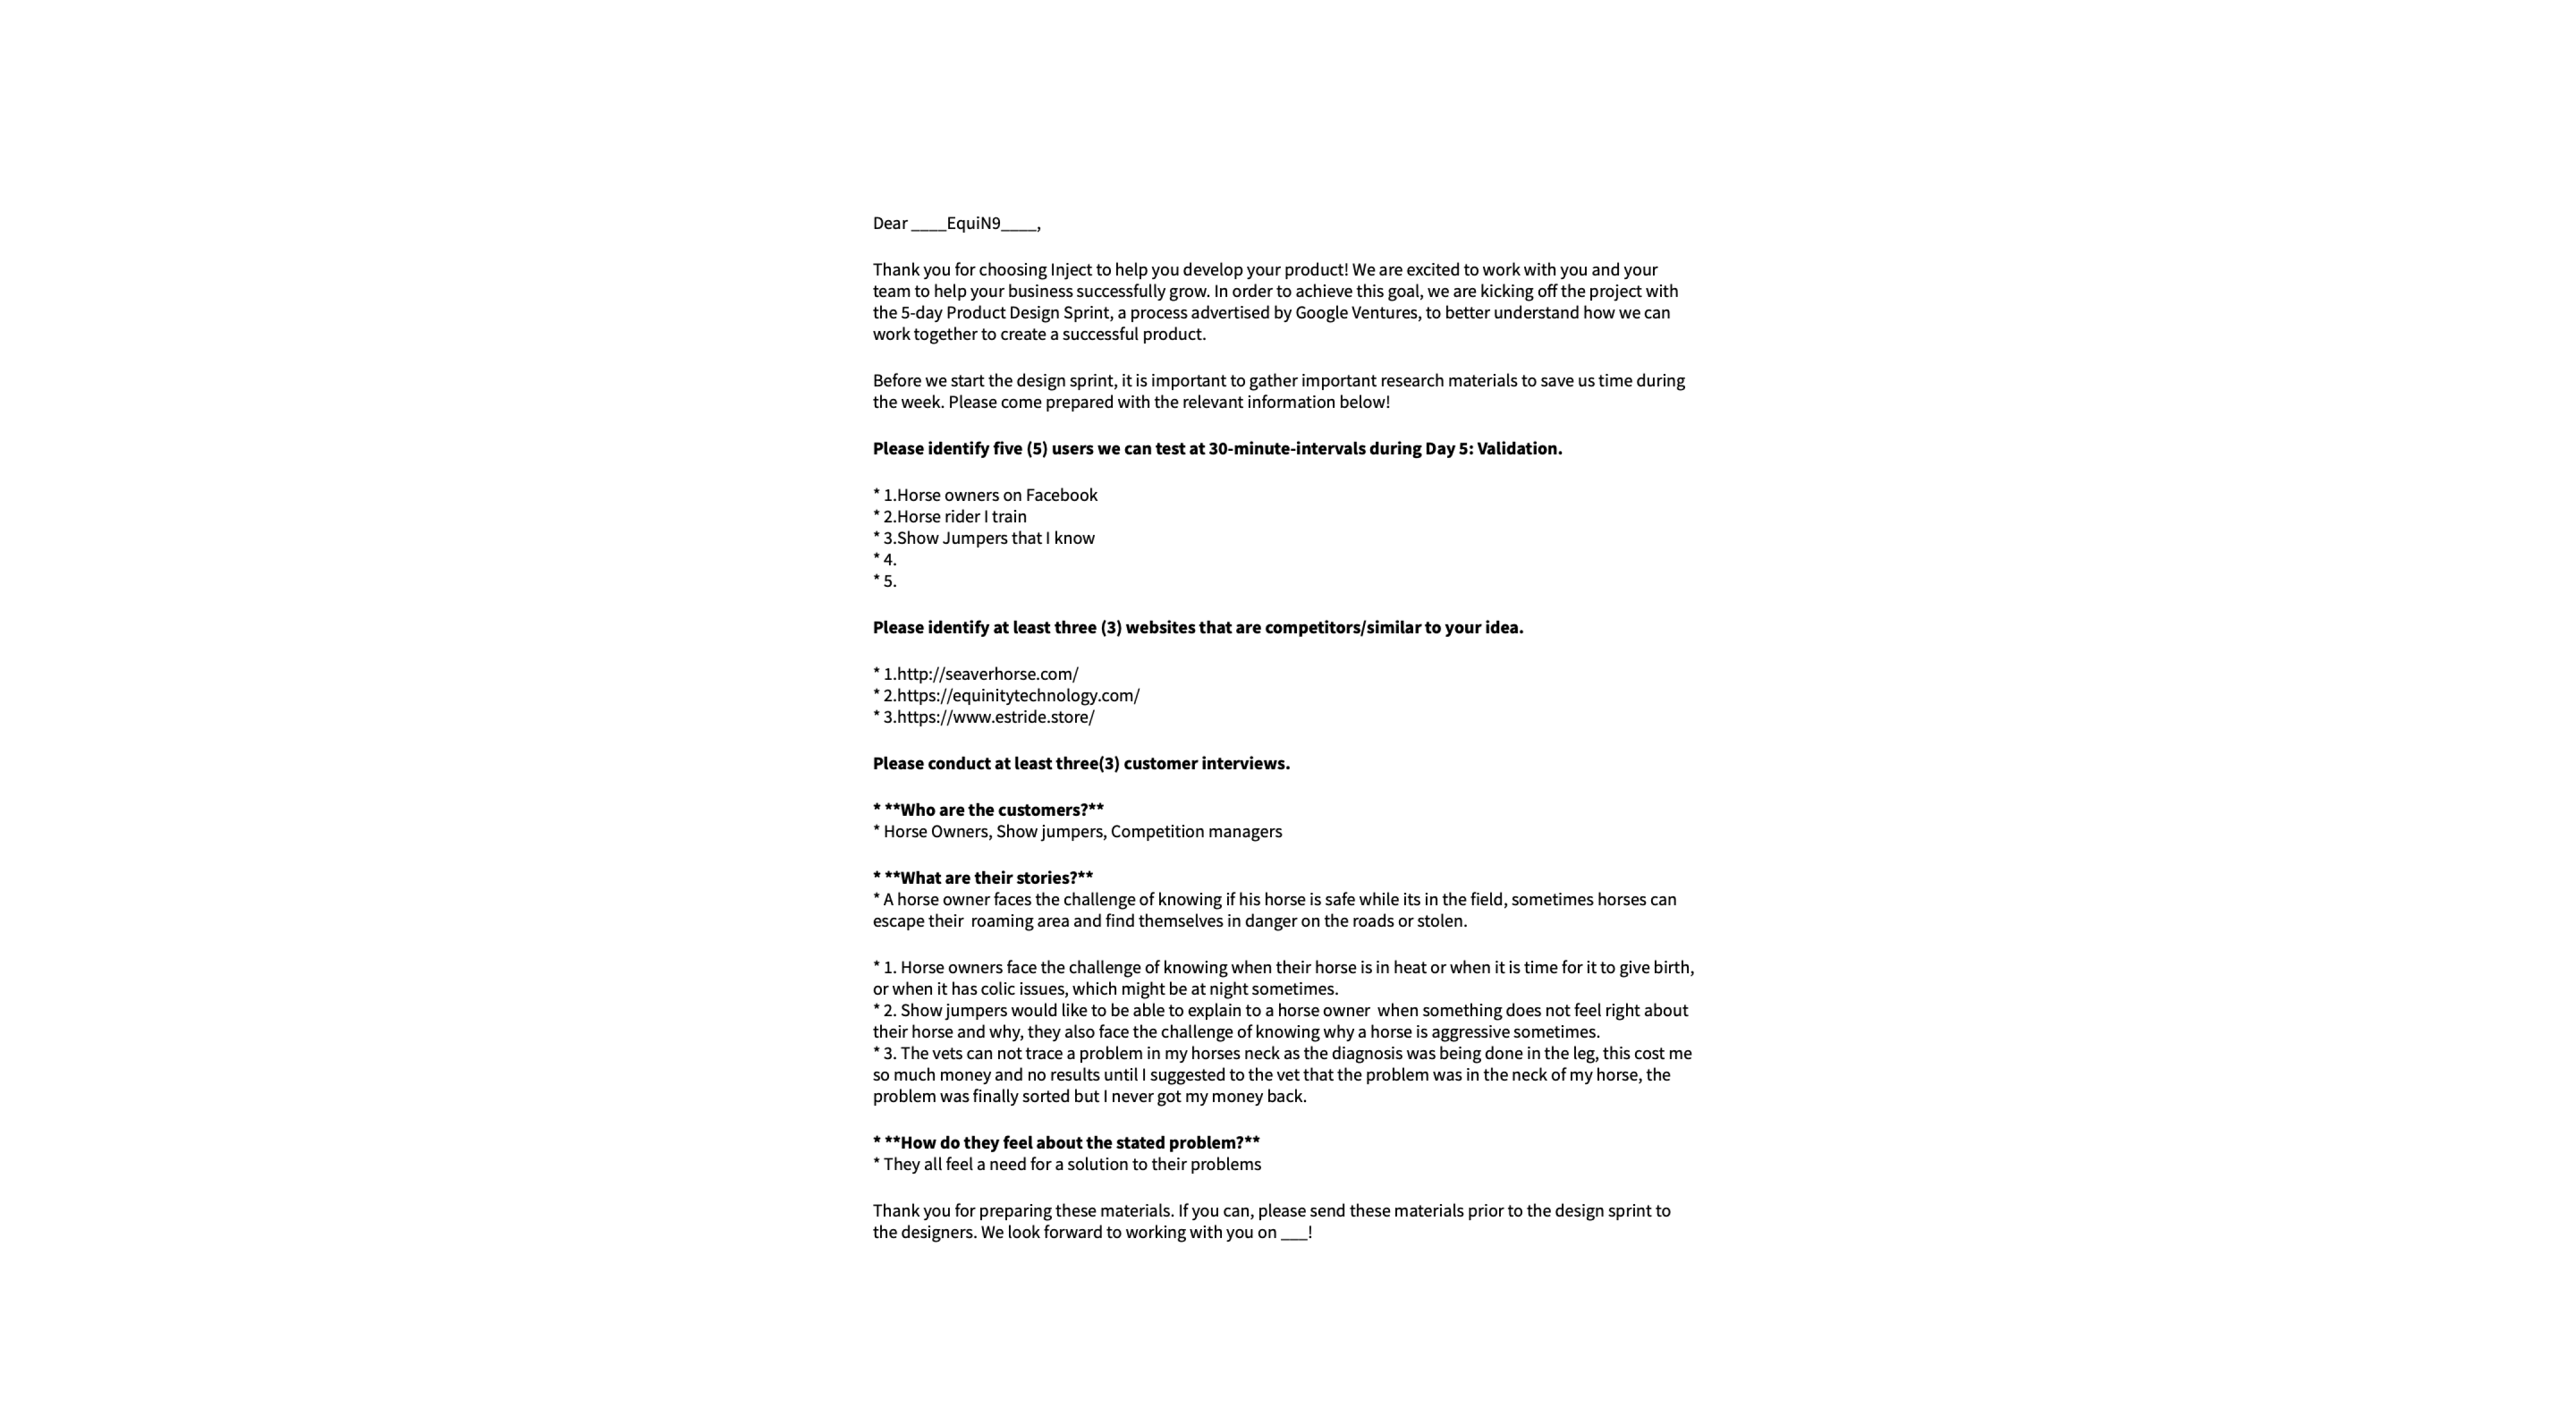 Dear ____EquiN9____,
Thank you for choosing Inject to help you develop your product! We are excited to work with you and your
team to help your business successfully grow. In order to achieve this goal, we are kicking off the project with
the 5-day Product Design Sprint, a process advertised by Google Ventures, to better understand how we can
work together to create a successful product.
Before we start the design sprint, it is important to gather important research materials to save us time during
the week. Please come prepared with the relevant information below!
Please identify five (5) users we can test at 30-minute-intervals during Day 5: Validation.
* 1.Horse owners on Facebook
* 2.Horse rider I train
* 3.Show Jumpers that I know
* 4.
* 5.
Please identify at least three (3) websites that are competitors/similar to your idea.
* 1.http://seaverhorse.com/
* 2.https://equinitytechnology.com/
* 3.https://www.estride.store/
Please conduct at least three(3) customer interviews.
* **Who are the customers?**
* Horse Owners, Show jumpers, Competition managers
* **What are their stories?**
* A horse owner faces the challenge of knowing if his horse is safe while its in the field, sometimes horses can
escape their  roaming area and find themselves in danger on the roads or stolen.
* 1. Horse owners face the challenge of knowing when their horse is in heat or when it is time for it to give birth,
or when it has colic issues, which might be at night sometimes.
* 2. Show jumpers would like to be able to explain to a horse owner  when something does not feel right about
their horse and why, they also face the challenge of knowing why a horse is aggressive sometimes.
* 3. The vets can not trace a problem in my horses neck as the diagnosis was being done in the leg, this cost me
so much money and no results until I suggested to the vet that the problem was in the neck of my horse, the
problem was finally sorted but I never got my money back.
* **How do they feel about the stated problem?**
* They all feel a need for a solution to their problems
Thank you for preparing these materials. If you can, please send these materials prior to the design sprint to
the designers. We look forward to working with you on ___!